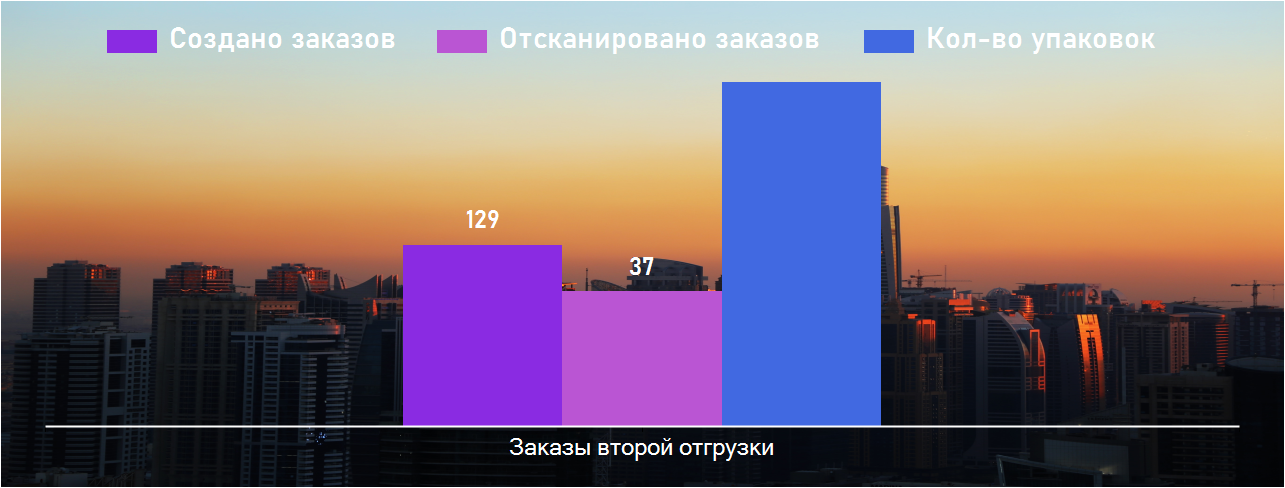 Создано заказов Отсканировано заказов Кол-во упаковок
129
37
Заказы второй отгрузки